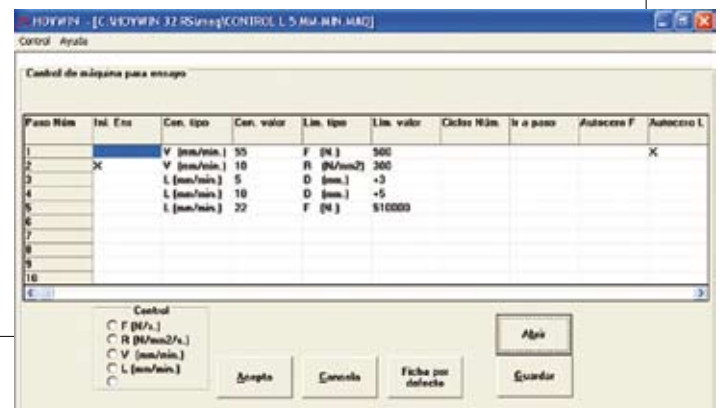 HOYWIN - [C:\HOYWIN 32 RS\maq\CONTROL L 5 MM-MIN.MAQ]
Control Ayuda
Control de máquina para ensayo
Paso Núm Ini. Ens Con. tipo Con. valor Lim. tipo Lim. valor Ciclos Núm. Ir a paso Autocero F Autocero L
1 V (mm/min.) 55 F (N.) 500 X
2 X V (mm/min.) 10 R (N/mm2) 300
3 L (mm/min.) 5 D (mm.) +3
4 L (mm/min.) 10 D (mm.) +5
5 L (mm/min.) 22 F (N.) 510000
6
7
8
9
10
Control
F (N/s.)
R (N/mm2/s.)
V (mm/min.)
L (mm/min.)
Acepta Cancela Ficha por defecto Abrir Guardar